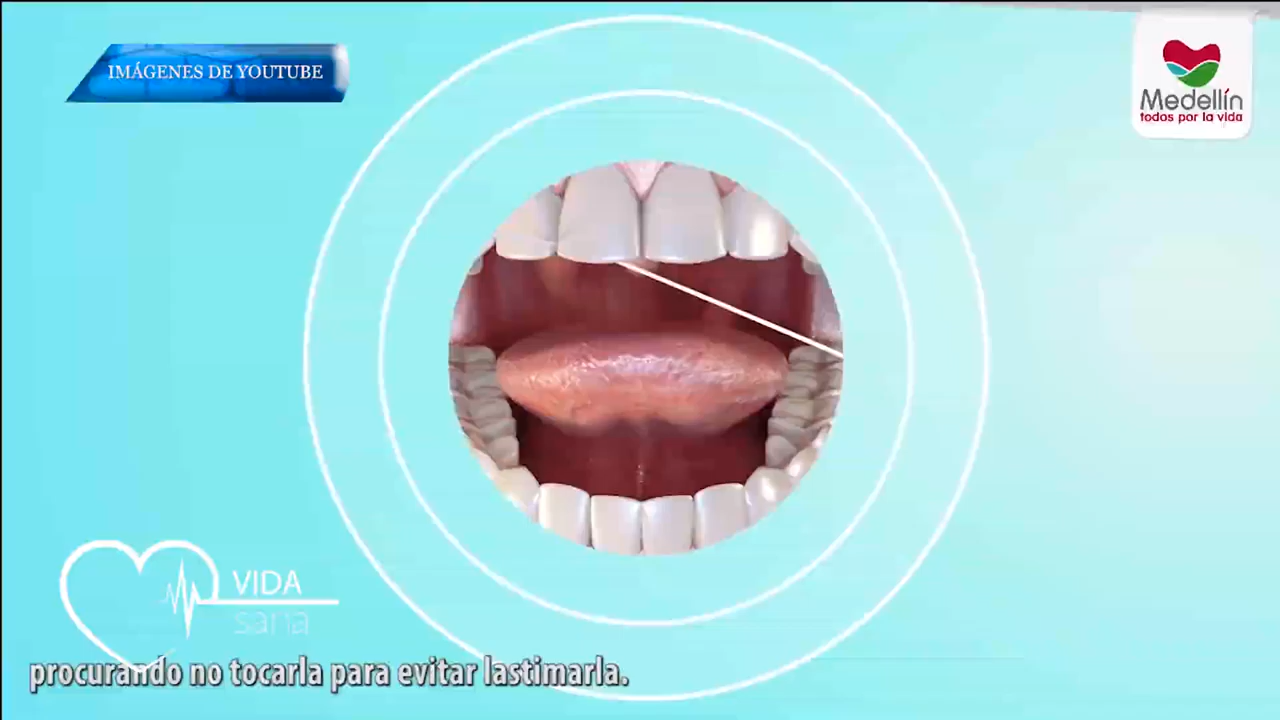 IMÁGENES DE YOUTUBE
Medellín
todos por la vida
VIDA
sana
procurando no tocarla para evitar lastimarla.